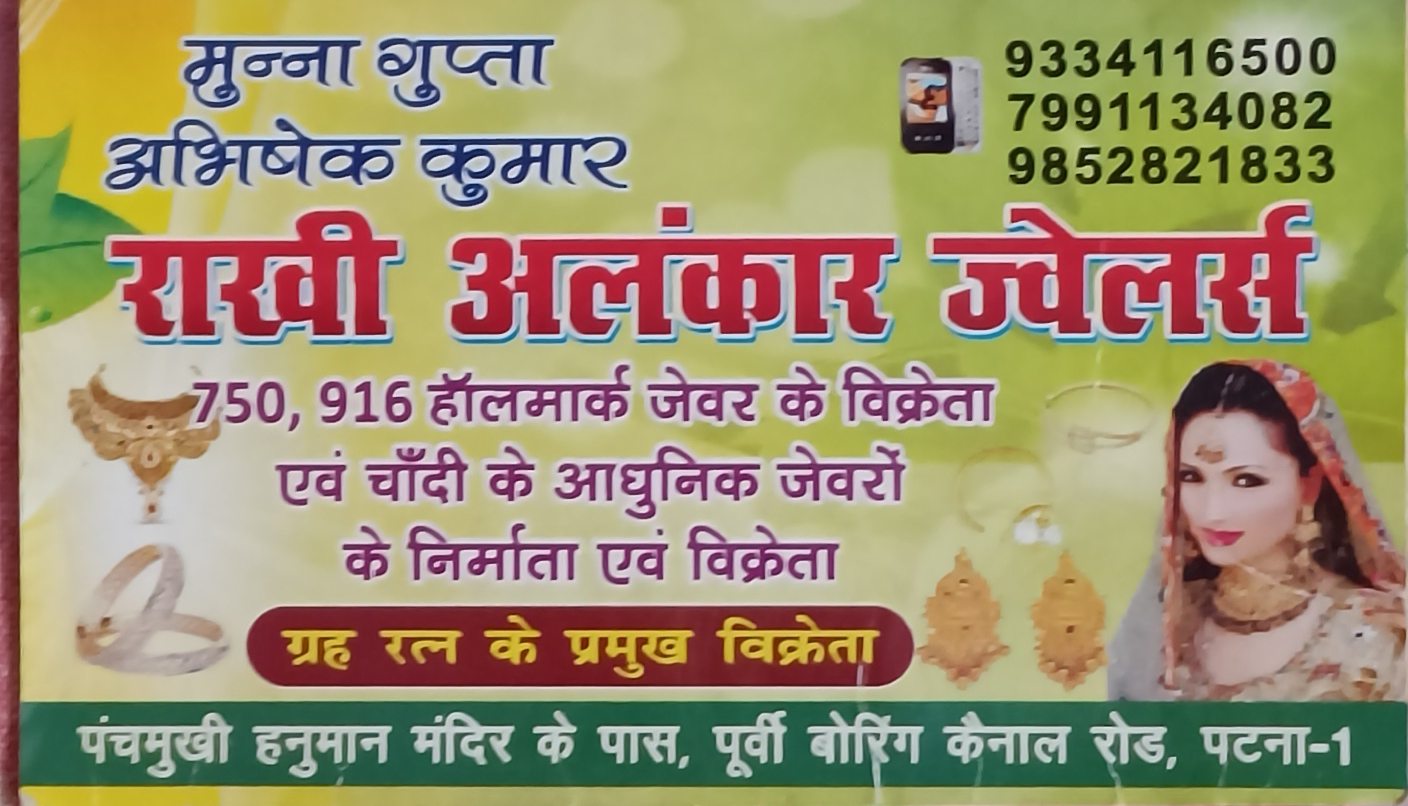 मुन्ना गुप्ता
अभिषेक कुमार
9334116500
7991134082
9852821833
राखी अलंकार ज्वेलर्स
750, 916 हॉलमार्क जेवर के विक्रेता
एवं चाँदी के आधुनिक जेवरों
के निर्माता एवं विक्रेता
ग्रह रत्न के प्रमुख विक्रेता
पंचमुखी हनुमान मंदिर के पास, पूर्वी बोरिंग कैनाल रोड, पटना-1